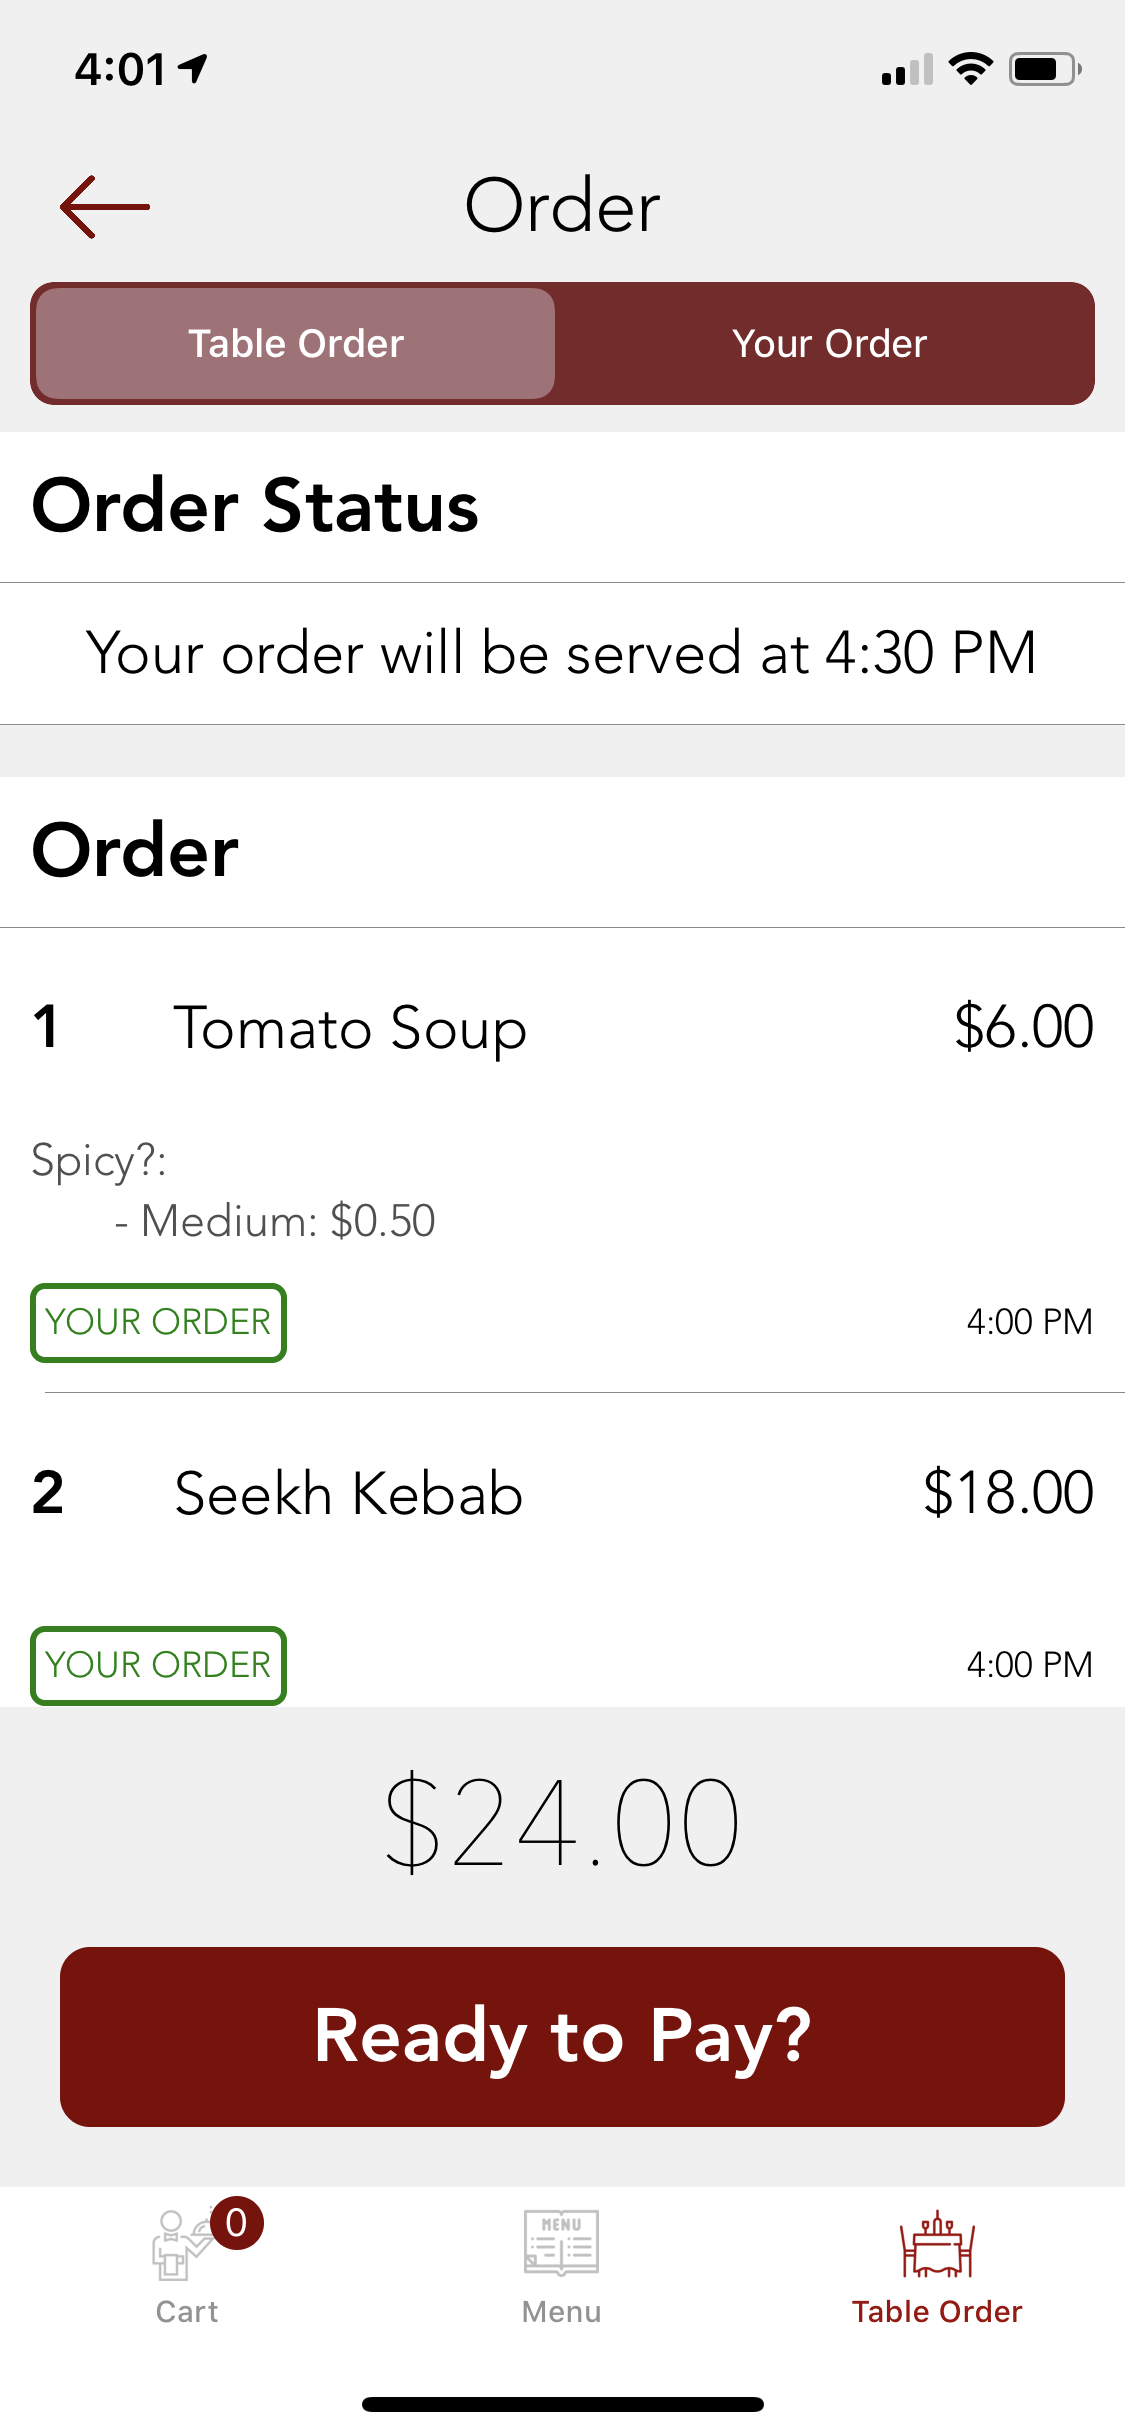 4:01
Order
Table Order
Your Order
Order Status
Your order will be served at 4:30 PM
Order
1 Tomato Soup $6.00
Spicy?:
- Medium: $0.50
YOUR ORDER 4:00 PM
2 Seekh Kebab $18.00
YOUR ORDER 4:00 PM
$24.00
Ready to Pay?
0
MENU
Cart
Menu
Table Order